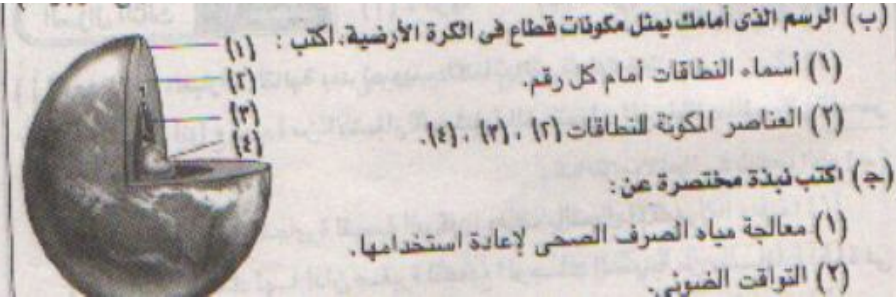 (ب) الرسم الذى أمامك يمثل مكونات قطاع فى الكرة الأرضية. اكتب :
(١) أسماء النطاقات أمام كل رقم.
(٢) العناصر المكونة للنطاقات (٢) ، (٣) ، (٤).
(١)
(٢)
(٣)
(٤)
(جـ) اكتب نبذة مختصرة عن :
(١) معالجة مياه الصرف الصحى لإعادة استخدامها.
(٢) التواقت الضوئى.